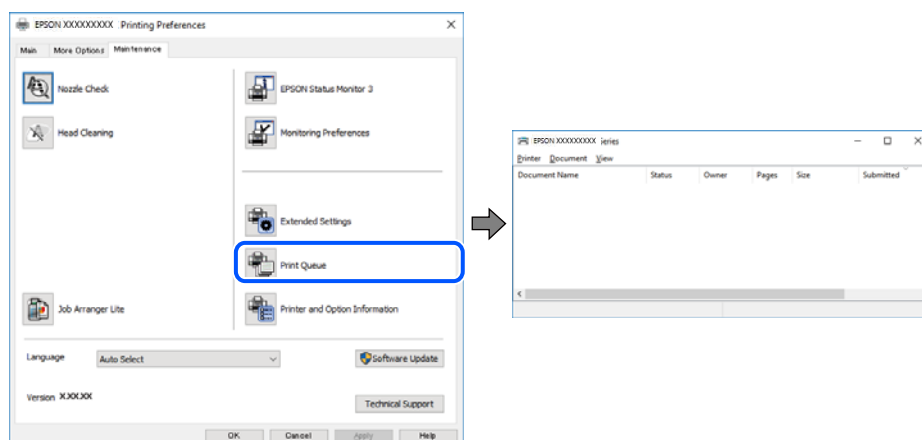 EPSON XXXXXXXXX Printing Preferences
Main More Options Maintenance
Nozzle Check
EPSON Status Monitor 3
Head Cleaning
Monitoring Preferences
Extended Settings
Print Queue
Job Arranger Lite
Printer and Option Information
Language Auto Select
Software Update
Version X.XX.XX
Technical Support
OK Cancel Apply Help
EPSON XXXXXXXXX ieries
Printer Document View
Document Name Status Owner Pages Size Submitted